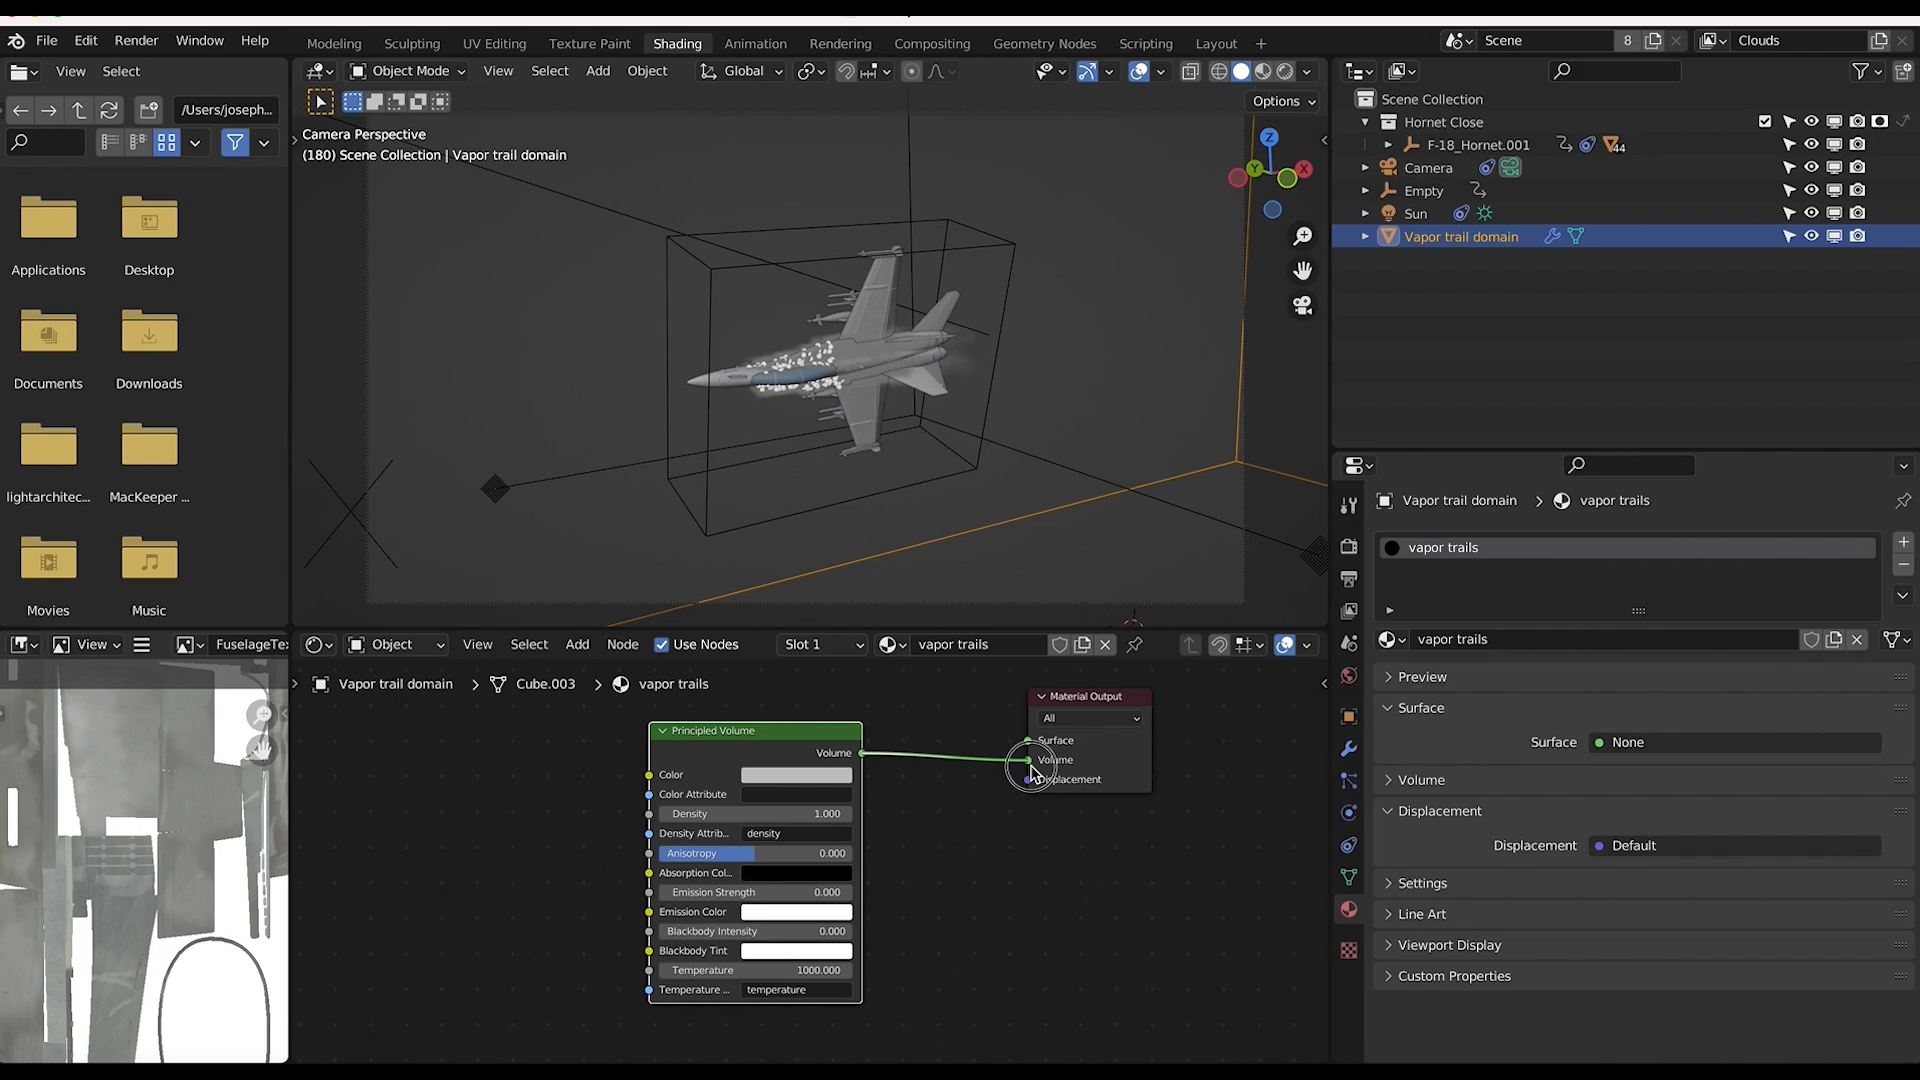 File Edit Render Window Help
Modeling Sculpting UV Editing Texture Paint Shading Animation Rendering Compositing Geometry Nodes Scripting Layout +
Scene 8
Clouds
View Select
/Users/joseph...
Applications
Desktop
Documents
Downloads
lightarchitec...
MacKeeper ...
Movies
Music
Object Mode View Select Add Object Global
Options
Camera Perspective
(180) Scene Collection | Vapor trail domain
Z
Y
X
Scene Collection
Hornet Close
F-18_Hornet.001 44
Camera
Empty
Sun
Vapor trail domain
View FuselageTe
Object View Select Add Node Use Nodes Slot 1 vapor trails
Vapor trail domain > Cube.003 > vapor trails
Principled Volume
Volume
Color
Color Attribute
Density 1.000
Density Attrib... density
Anisotropy 0.000
Absorption Col...
Emission Strength 0.000
Emission Color
Blackbody Intensity 0.000
Blackbody Tint
Temperature 1000.000
Temperature ... temperature
Material Output
All
Surface
Volume
Displacement
Vapor trail domain > vapor trails
vapor trails
vapor trails
Preview
Surface
Surface None
Volume
Displacement
Displacement Default
Settings
Line Art
Viewport Display
Custom Properties